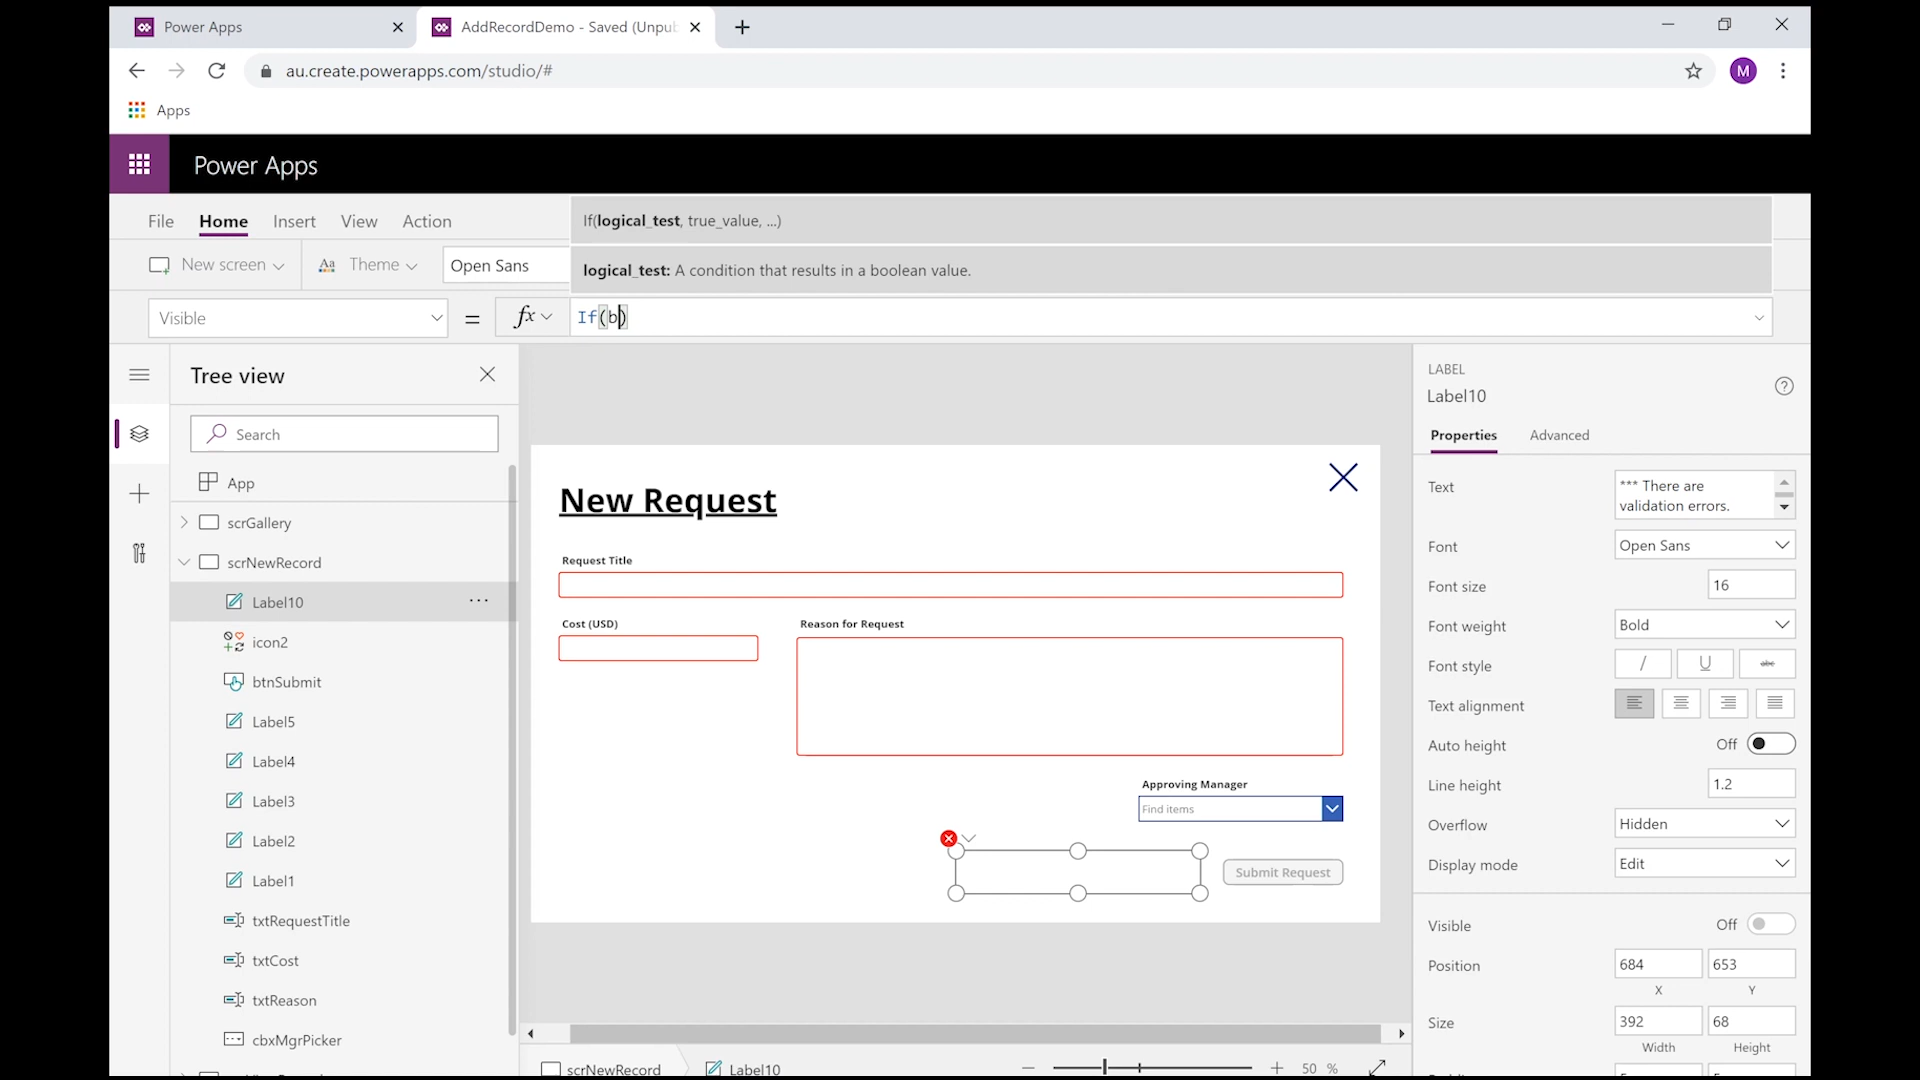 Power Apps
AddRecordDemo - Saved (Unpu
au.create.powerapps.com/studio/#
M
Apps
Power Apps
File
Home
Insert
View
Action
If(logical_test, true_value, ...)
New screen
Theme
Open Sans
logical_test: A condition that results in a boolean value.
Visible
=
fx
If(b)
Tree view
Search
App
scrGallery
scrNewRecord
Label10
icon2
btnSubmit
Label5
Label4
Label3
Label2
Label1
txtRequestTitle
txtCost
txtReason
cbxMgrPicker
New Request
Request Title
Cost (USD)
Reason for Request
Approving Manager
Find items
Submit Request
scrNewRecord
Label10
50 %
LABEL
Label10
Properties
Advanced
Text
*** There are
validation errors.
Font
Open Sans
Font size
16
Font weight
Bold
Font style
/
U
abc
Text alignment
Auto height
Off
Line height
1.2
Overflow
Hidden
Display mode
Edit
Visible
Off
Position
684
653
X
Y
Size
392
68
Width
Height